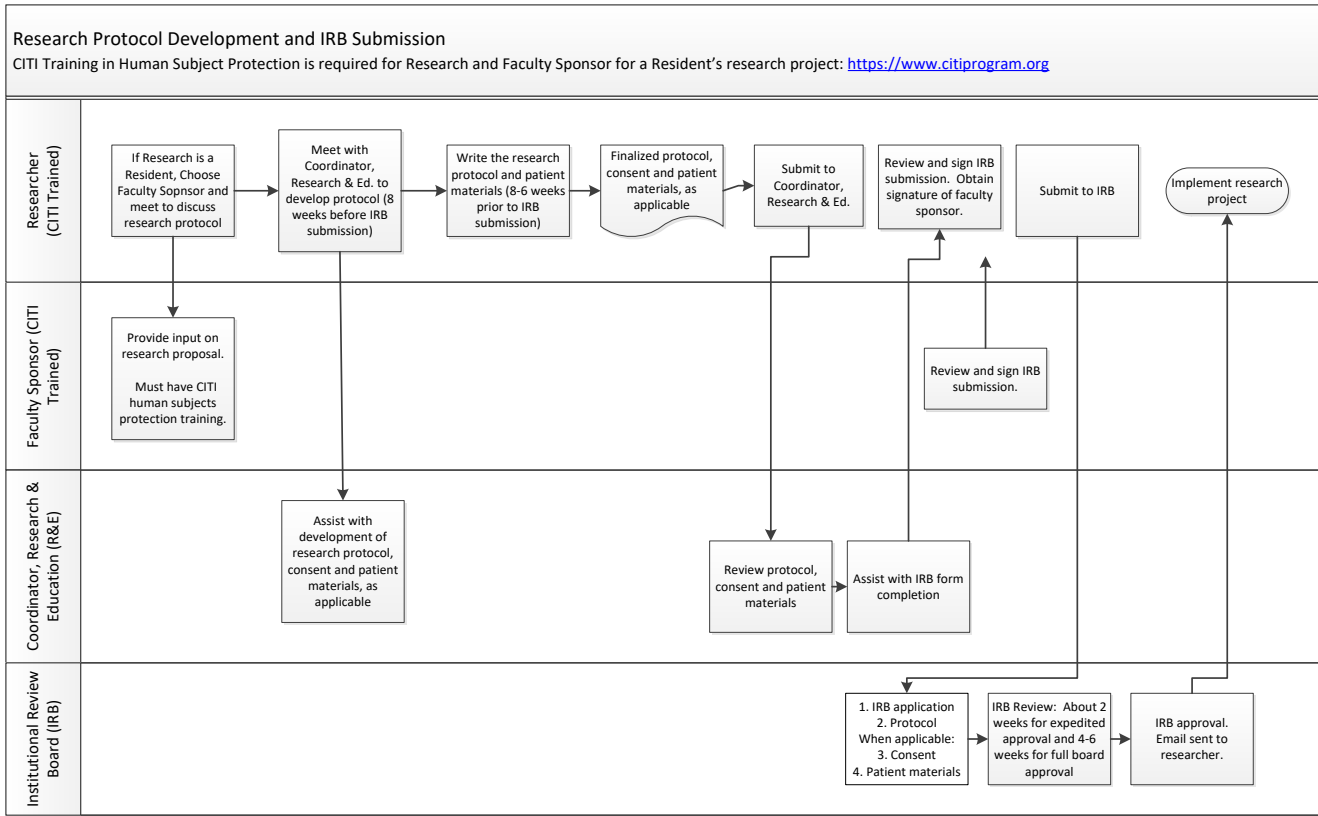 Research Protocol Development and IRB Submission
CITI Training in Human Subject Protection is required for Research and Faculty Sponsor for a Resident's research project: https://www.citiprogram.org
Researcher
(CITI Trained)
If Research is a
Resident, Choose
Faculty Sopnsor and
meet to discuss
research protocol
Meet with
Coordinator,
Research & Ed. to
develop protocol (8
weeks before IRB
submission)
Write the research
protocol and patient
materials (8-6 weeks
prior to IRB
submission)
Finalized protocol,
consent and patient
materials, as
applicable
Submit to
Coordinator,
Research & Ed.
Review and sign IRB
submission.  Obtain
signature of faculty
sponsor.
Submit to IRB
Implement research
project
Faculty Sponsor (CITI
Trained)
Provide input on
research proposal.
Must have CITI
human subjects
protection training.
Review and sign IRB
submission.
Coordinator, Research &
Education (R&E)
Assist with
development of
research protocol,
consent and patient
materials, as
applicable
Review protocol,
consent and patient
materials
Assist with IRB form
completion
Institutional Review
Board (IRB)
1. IRB application
2. Protocol
When applicable:
3. Consent
4. Patient materials
IRB Review:  About 2
weeks for expedited
approval and 4-6
weeks for full board
approval
IRB approval.
Email sent to
researcher.